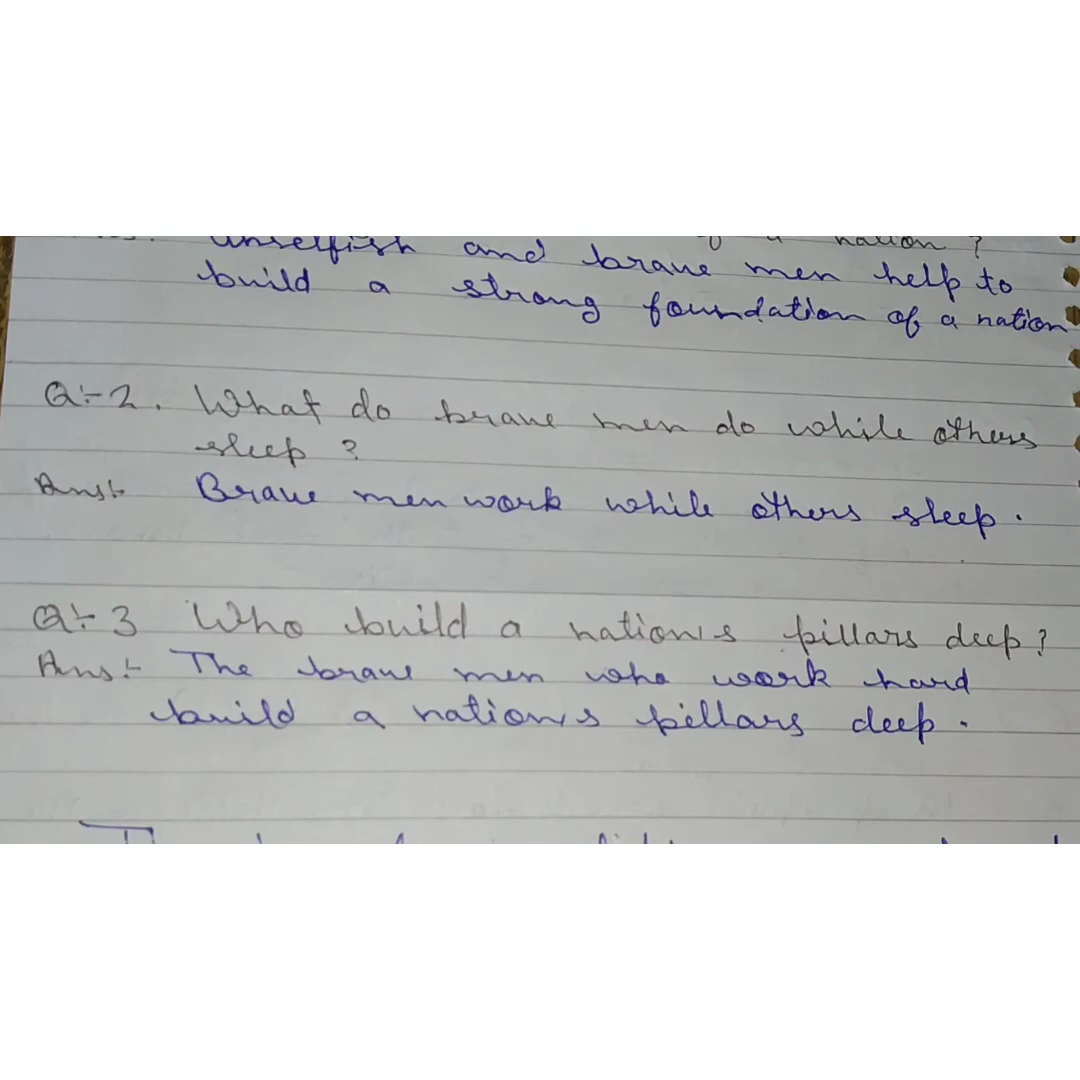 nation ?
unselfish and brave men help to
build a strong foundation of a nation
Q:-2. What do brave men do while others
sleep ?
Ans:- Brave men work while others sleep.
Q:-3 Who build a nation's pillars deep?
Ans:- The brave men who work hard
build a nation's pillars deep.